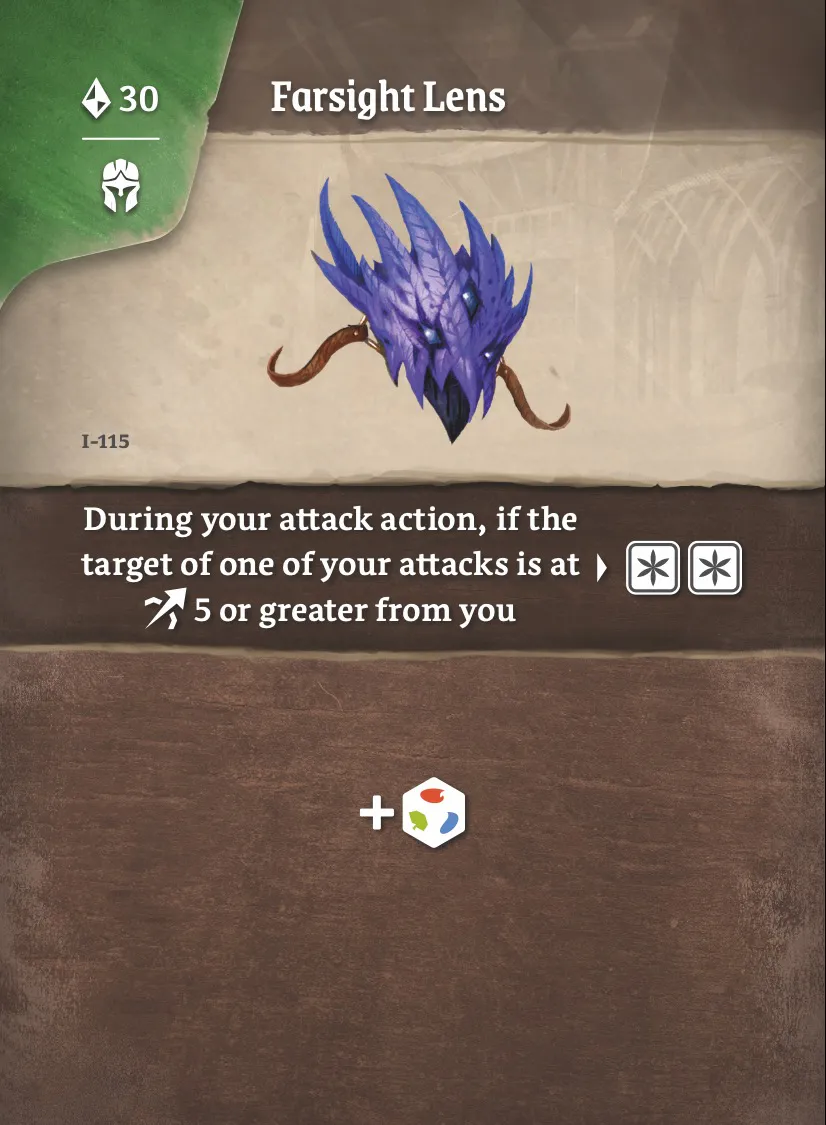 30
Farsight Lens
I-115
During your attack action, if the
target of one of your attacks is at
5 or greater from you
+